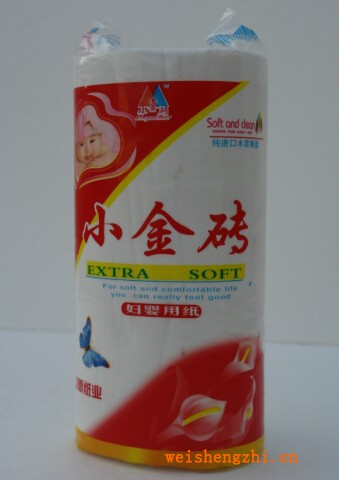 Soft and clean
纯进口木浆制造
小金砖
EXTRA SOFT
For soft and comfortable life
you can really feel good
妇婴用纸
纸业
weishengzhi.cn